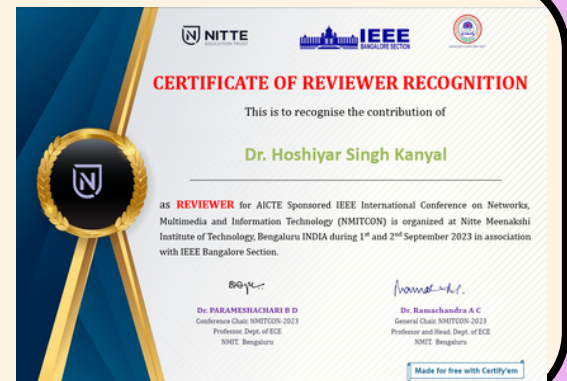 NITTE
EDUCATION TRUST
IEEE
BANGALORE SECTION
CERTIFICATE OF REVIEWER RECOGNITION
This is to recognise the contribution of
Dr. Hoshiyar Singh Kanyal
as REVIEWER for AICTE Sponsored IEEE International Conference on Networks,
Multimedia and Information Technology (NMITCON) is organized at Nitte Meenakshi
Institute of Technology, Bengaluru INDIA during 1st and 2nd September 2023 in association
with IEEE Bangalore Section.
N
Dr. PARAMESHACHARI B D
Conference Chair, NMITCON-2023
Professor, Dept. of ECE
NMIT, Bengaluru
Dr. Ramachandra A C
General Chair, NMITCON-2023
Professor and Head, Dept. of ECE
NMIT, Bengaluru
Made for free with Certify'em